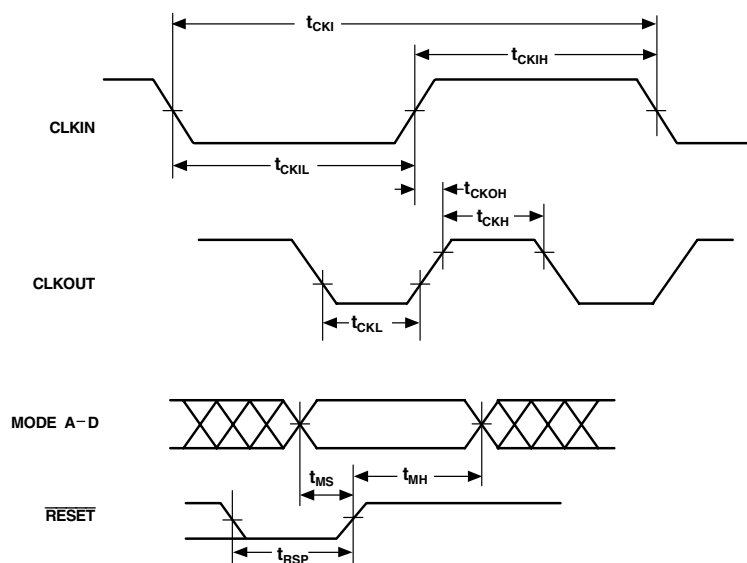 tCKI
tCKIH
CLKIN
tCKIL
tCKOH
tCKH
CLKOUT
tCKL
MODE A–D
tMS
tMH
RESET
tRSP